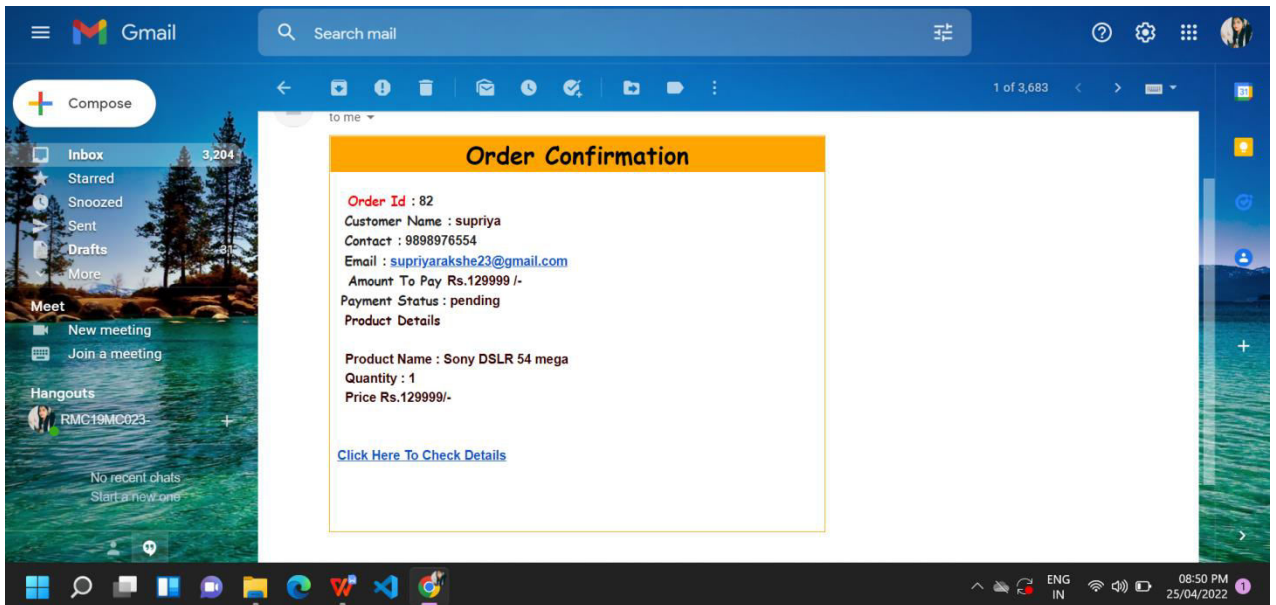 Gmail
Search mail
Compose
1 of 3,683
31
to me
Inbox 3,204
Starred
Snoozed
Sent
Drafts 31
More
Meet
New meeting
Join a meeting
Hangouts
RMC19MC023-
No recent chats
Start a new one
Order Confirmation
Order Id : 82
Customer Name : supriya
Contact : 9898976554
Email : supriyarakshe23@gmail.com
Amount To Pay Rs.129999 /-
Payment Status : pending
Product Details
Product Name : Sony DSLR 54 mega
Quantity : 1
Price Rs.129999/-
Click Here To Check Details
ENG
IN
08:50 PM
25/04/2022
1